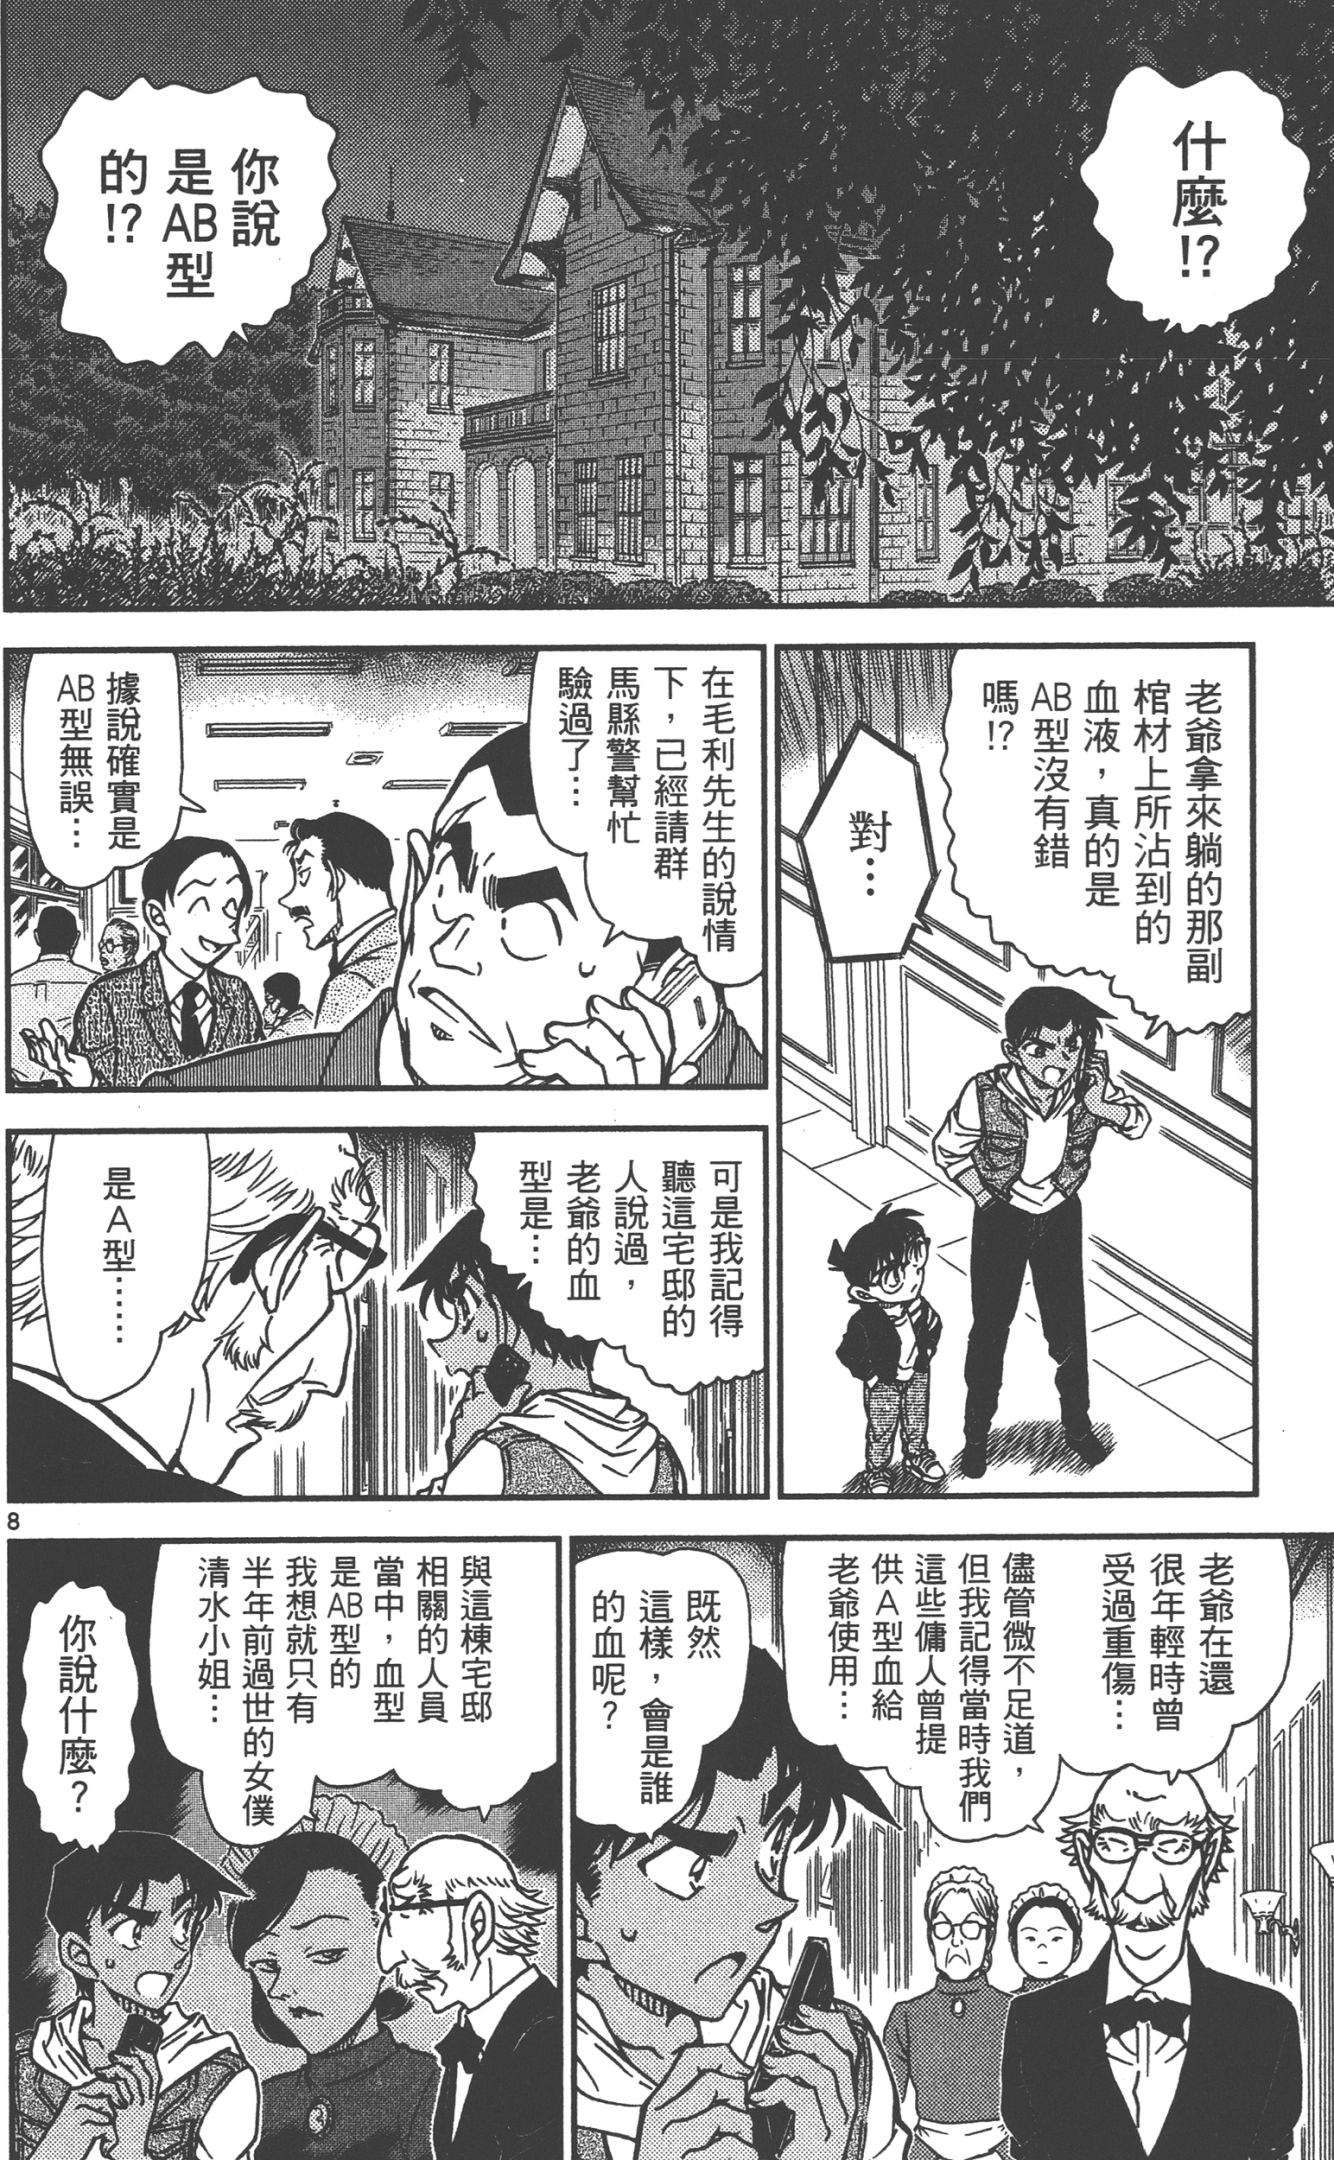 什麼!?
你說
是AB型
的!?
老爺拿來躺的那副
棺材上所沾到的
血液，真的是
AB型沒有錯
嗎!?
對…
在毛利先生的說情
下，已經請群
馬縣警幫忙
驗過了…
據說確實是
AB型無誤…
可是我記得
聽這宅邸的
人說過，
老爺的血
型是…
是A型……
老爺在還
很年輕時曾
受過重傷…
儘管微不足道，
但我記得當時我們
這些傭人曾提
供A型血給
老爺使用…
既然
這樣，會是誰
的血呢?
與這棟宅邸
相關的人員
當中，血型
是AB型的
我想就只有
半年前過世的女僕
清水小姐…
你說什麼?
8